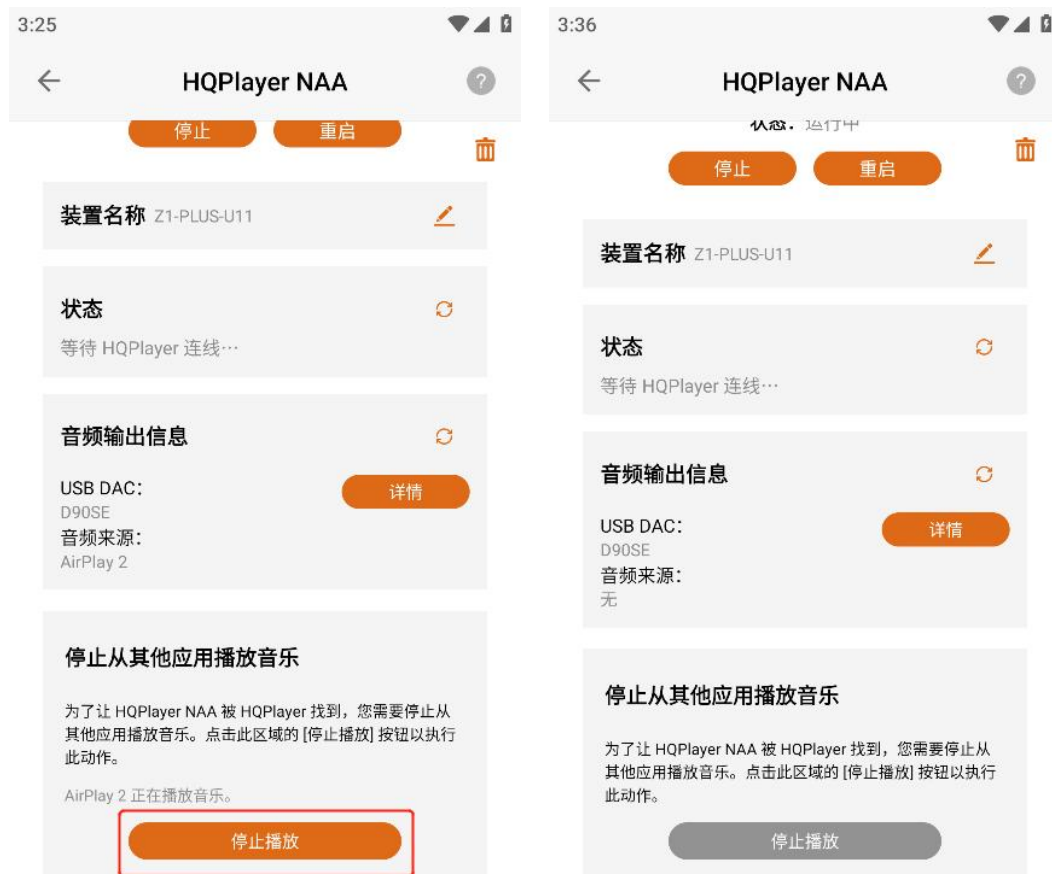 3:25
HQPlayer NAA
?
停止
重启
装置名称 Z1-PLUS-U11
状态
等待 HQPlayer 连线…
音频输出信息
USB DAC：
详情
D90SE
音频来源：
AirPlay 2
停止从其他应用播放音乐
为了让 HQPlayer NAA 被 HQPlayer 找到，您需要停止从
其他应用播放音乐。点击此区域的 [停止播放] 按钮以执行
此动作。
AirPlay 2 正在播放音乐。
停止播放
3:36
HQPlayer NAA
?
状态：运行中
停止
重启
装置名称 Z1-PLUS-U11
状态
等待 HQPlayer 连线…
音频输出信息
USB DAC：
详情
D90SE
音频来源：
无
停止从其他应用播放音乐
为了让 HQPlayer NAA 被 HQPlayer 找到，您需要停止从
其他应用播放音乐。点击此区域的 [停止播放] 按钮以执行
此动作。
停止播放